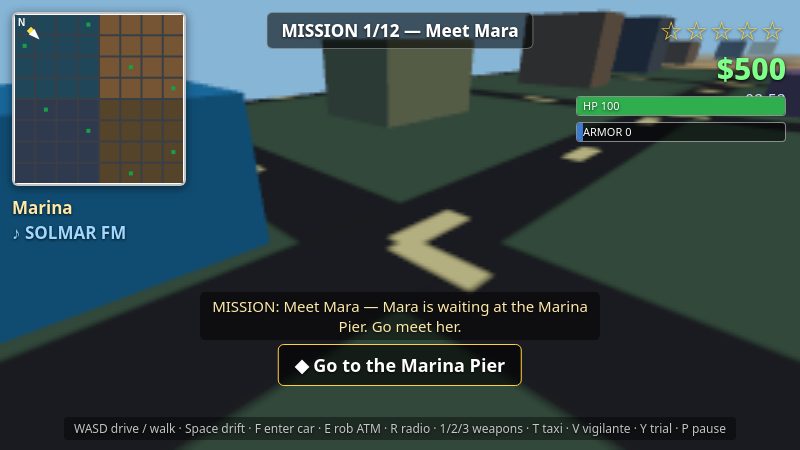 N
MISSION 1/12 — Meet Mara
☆☆☆☆☆
$500
HP 100
ARMOR 0
Marina
♪ SOLMAR FM
MISSION: Meet Mara — Mara is waiting at the Marina
Pier. Go meet her.
◆ Go to the Marina Pier
WASD drive / walk · Space drift · F enter car · E rob ATM · R radio · 1/2/3 weapons · T taxi · V vigilante · Y trial · P pause